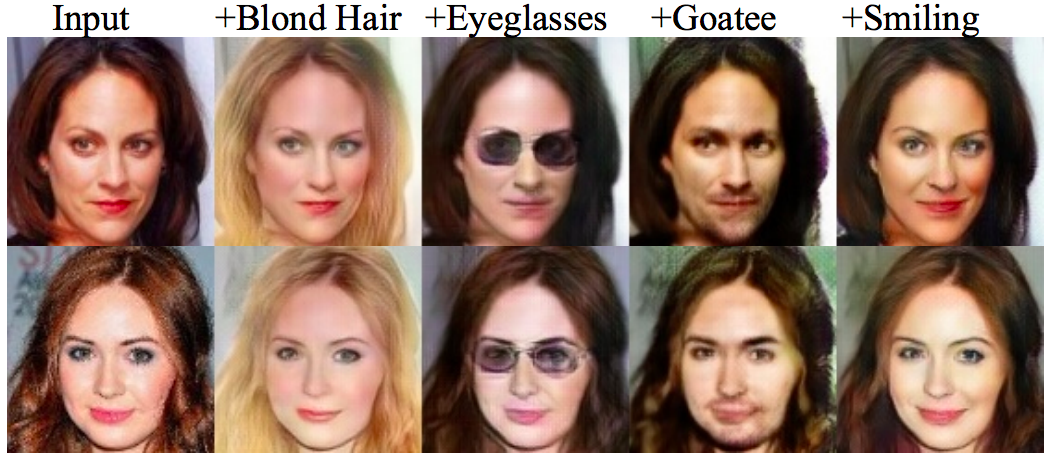 Input +Blond Hair +Eyeglasses +Goatee +Smiling